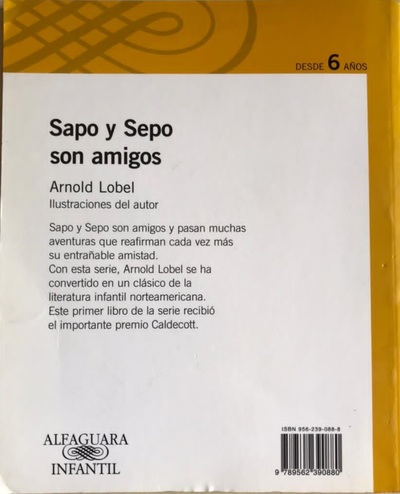 DESDE 6 AÑOS
Sapo y Sepo
son amigos
Arnold Lobel
Ilustraciones del autor
Sapo y Sepo son amigos y pasan muchas
aventuras que reafirman cada vez más
su entrañable amistad.
Con esta serie, Arnold Lobel se ha
convertido en un clásico de la
literatura infantil norteamericana.
Este primer libro de la serie recibió
el importante premio Caldecott.
ISBN 956-239-088-8
9 789562 390880
ALFAGUARA
INFANTIL